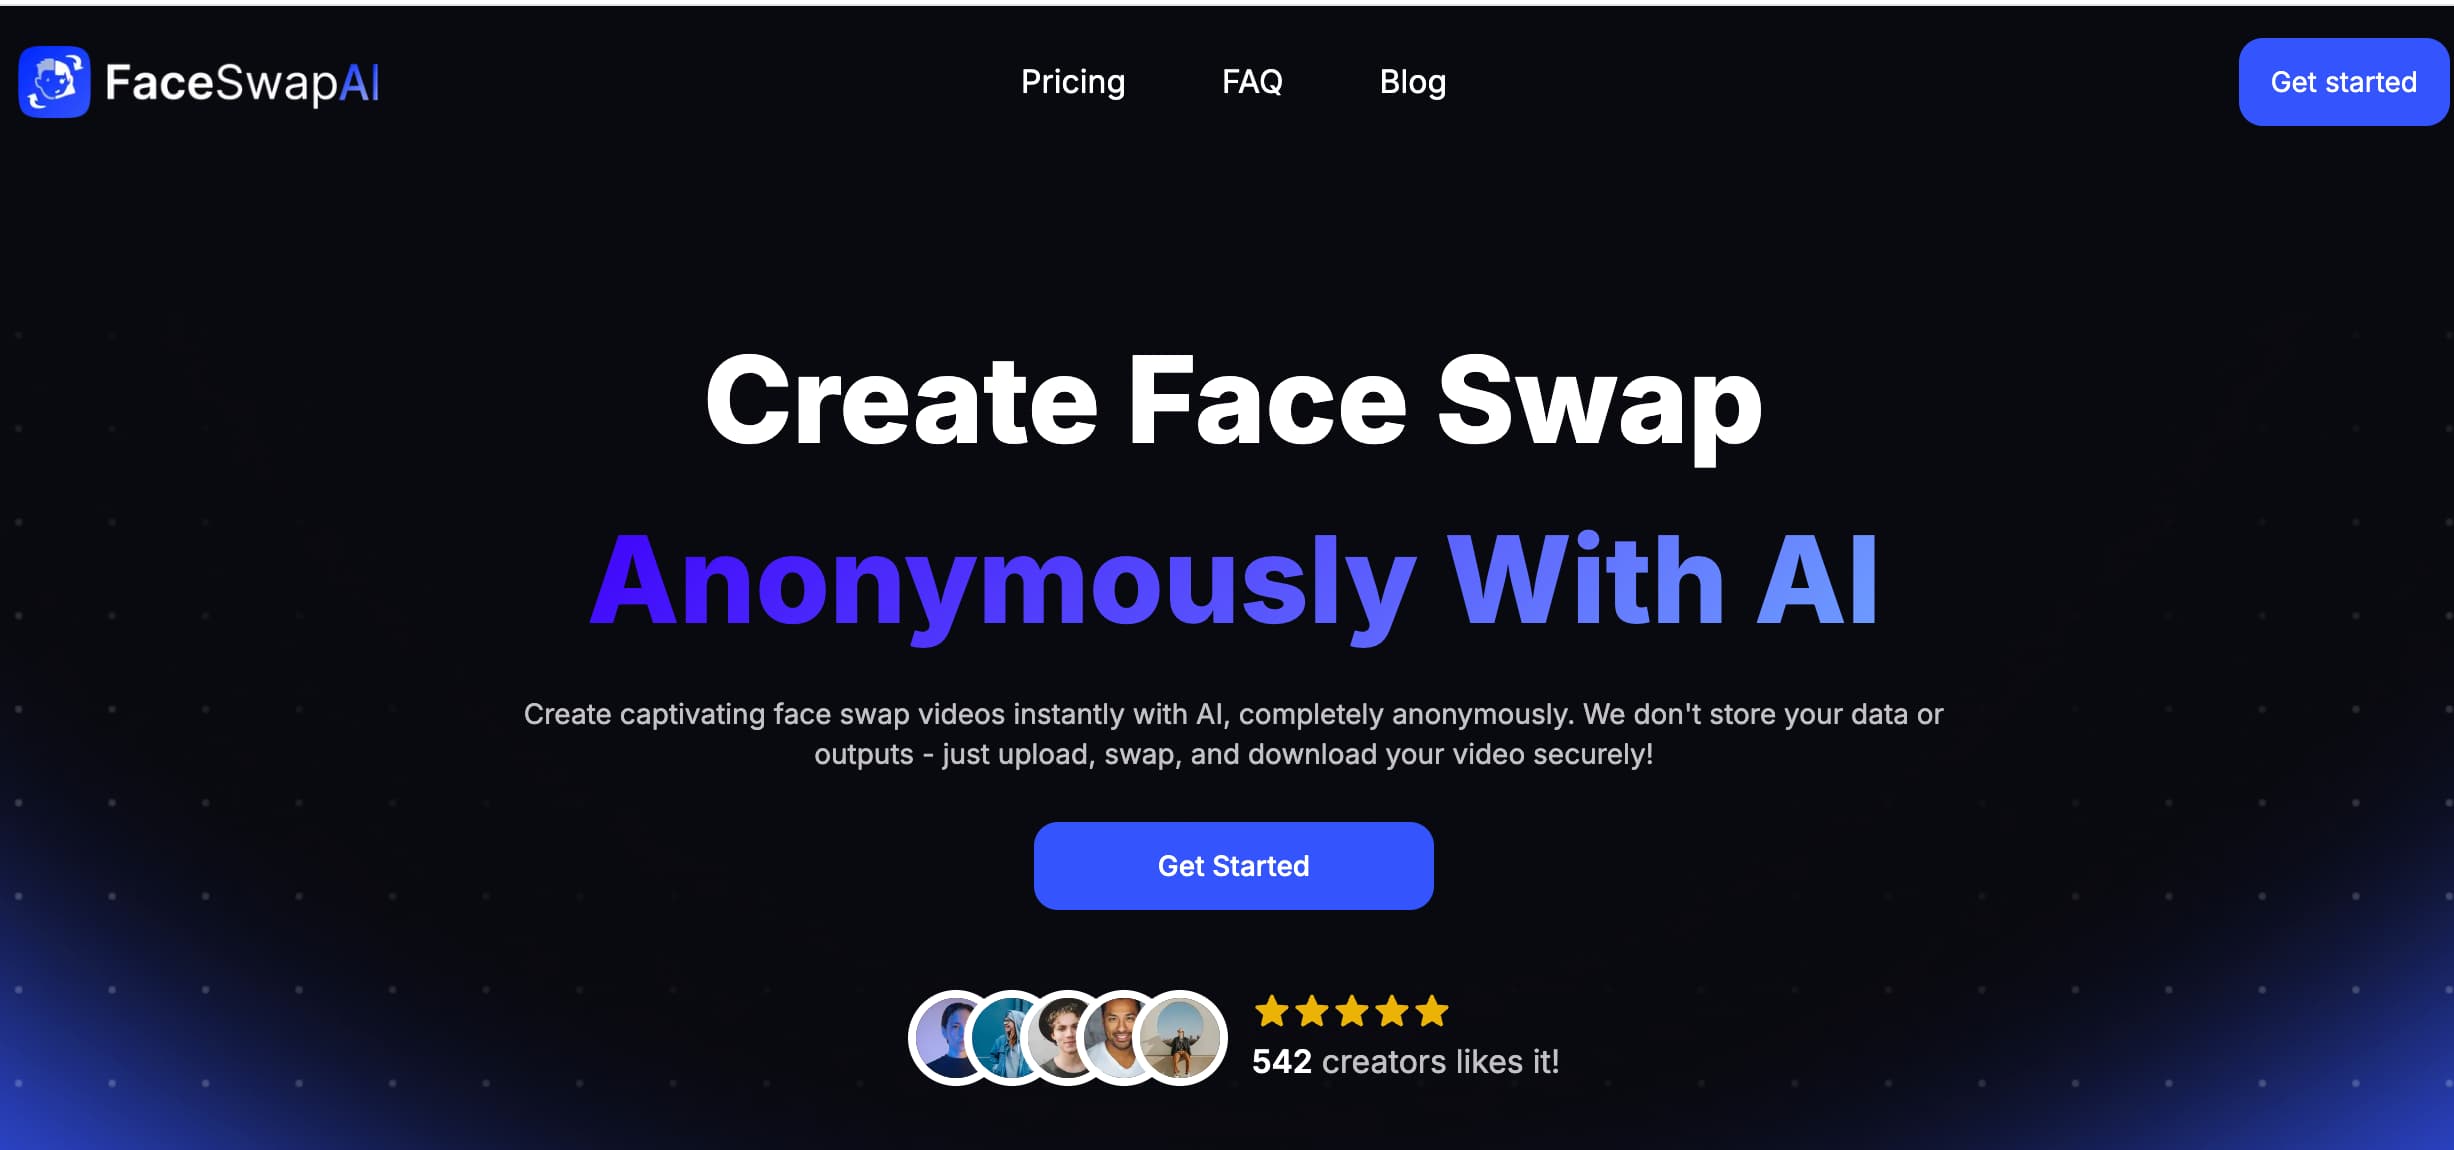 FaceSwapAI
Pricing
FAQ
Blog
Get started
Create Face Swap
Anonymously With AI
Create captivating face swap videos instantly with AI, completely anonymously. We don't store your data or
outputs - just upload, swap, and download your video securely!
Get Started
542 creators likes it!